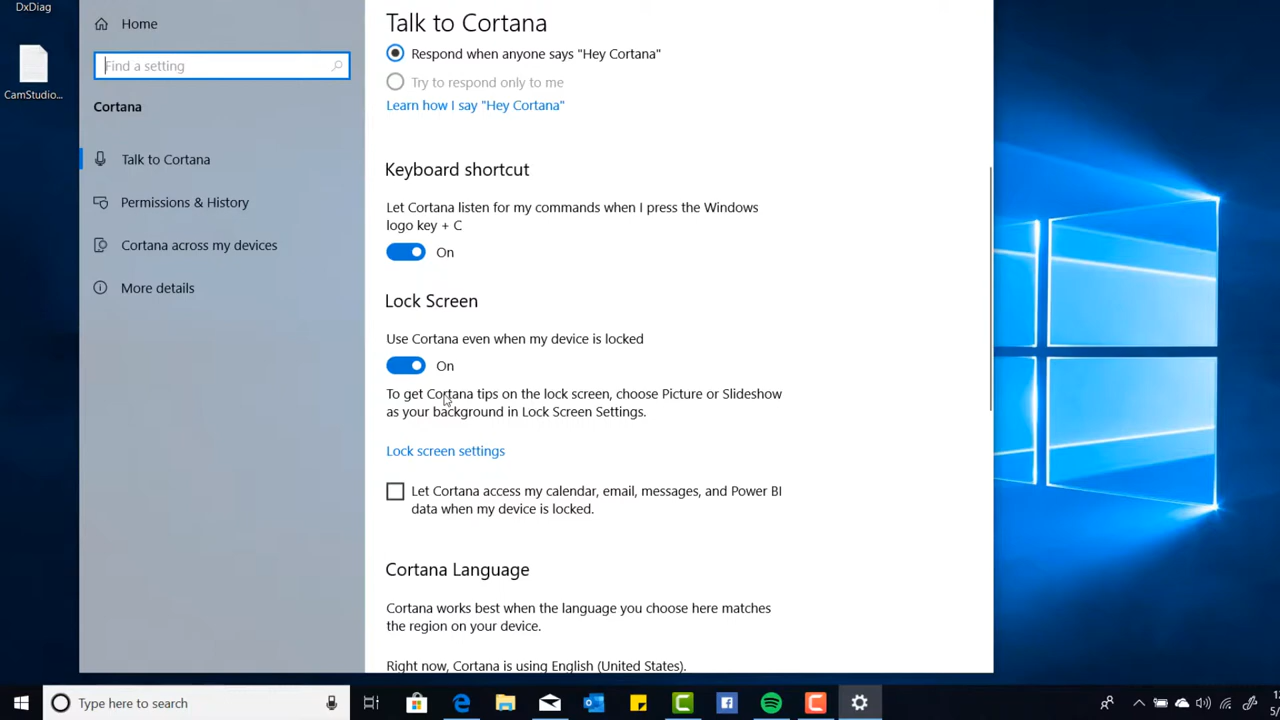 DxDiag
CamStudio...
Home
Find a setting
Cortana
Talk to Cortana
Permissions & History
Cortana across my devices
More details
Talk to Cortana
Respond when anyone says "Hey Cortana"
Try to respond only to me
Learn how I say "Hey Cortana"
Keyboard shortcut
Let Cortana listen for my commands when I press the Windows
logo key + C
On
Lock Screen
Use Cortana even when my device is locked
On
To get Cortana tips on the lock screen, choose Picture or Slideshow
as your background in Lock Screen Settings.
Lock screen settings
Let Cortana access my calendar, email, messages, and Power BI
data when my device is locked.
Cortana Language
Cortana works best when the language you choose here matches
the region on your device.
Right now, Cortana is using English (United States).
Type here to search